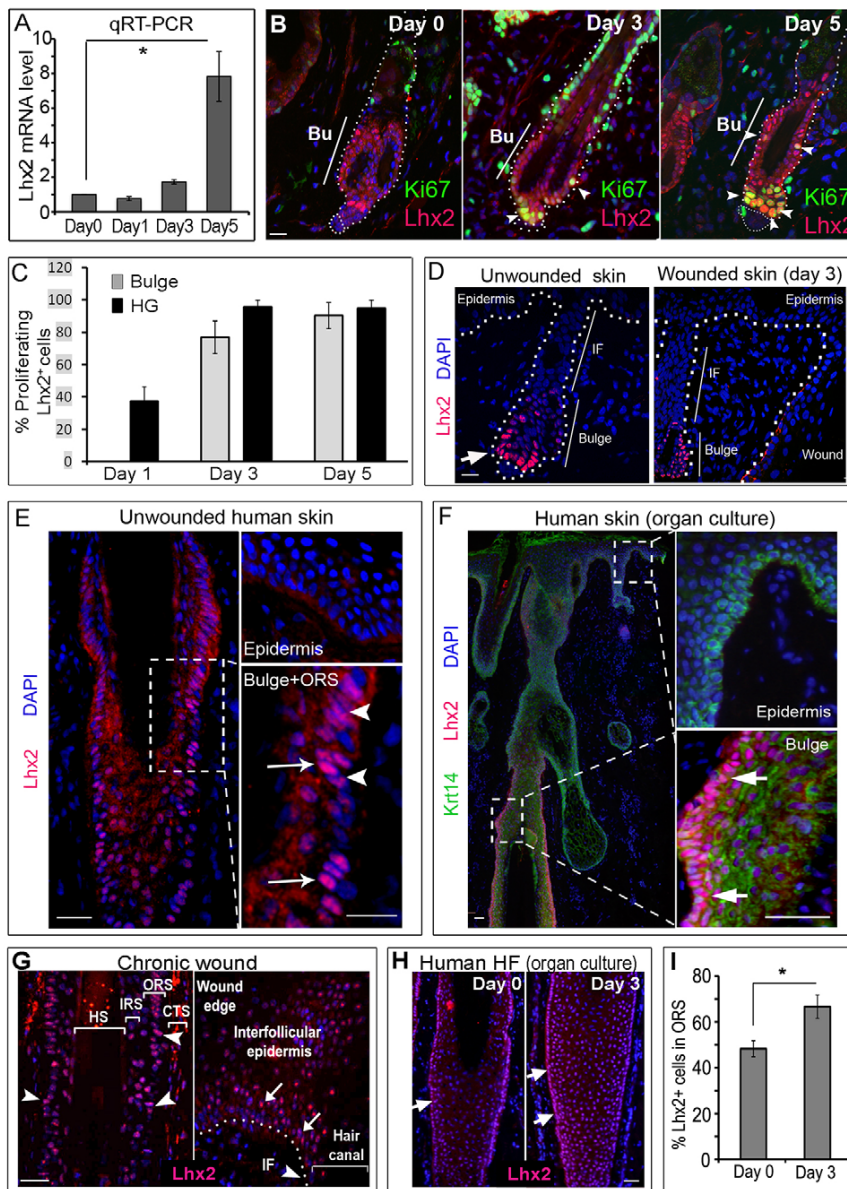 A
qRT-PCR
*
Lhx2 mRNA level
10
8
6
4
2
0
Day0 Day1 Day3 Day5
B
Day 0
Bu
Ki67
Lhx2
Day 3
Bu
Ki67
Lhx2
Day 5
Bu
Ki67
Lhx2
C
% Proliferating
Lhx2+ cells
120
100
80
60
40
20
0
Bulge
HG
Day 1 Day 3 Day 5
D
Unwounded skin
Wounded skin (day 3)
Lhx2 DAPI
Epidermis
IF
Bulge
Epidermis
IF
Bulge
Wound
E
Unwounded human skin
Lhx2 DAPI
Epidermis
Bulge+ORS
F
Human skin (organ culture)
Krt14 Lhx2 DAPI
Epidermis
Bulge
G
Chronic wound
HS
IRS
ORS
CTS
Wound
edge
Interfollicular
epidermis
IF
Hair
canal
Lhx2
H
Human HF (organ culture)
Day 0
Day 3
Lhx2
I
*
% Lhx2+ cells in ORS
80
60
40
20
0
Day 0 Day 3